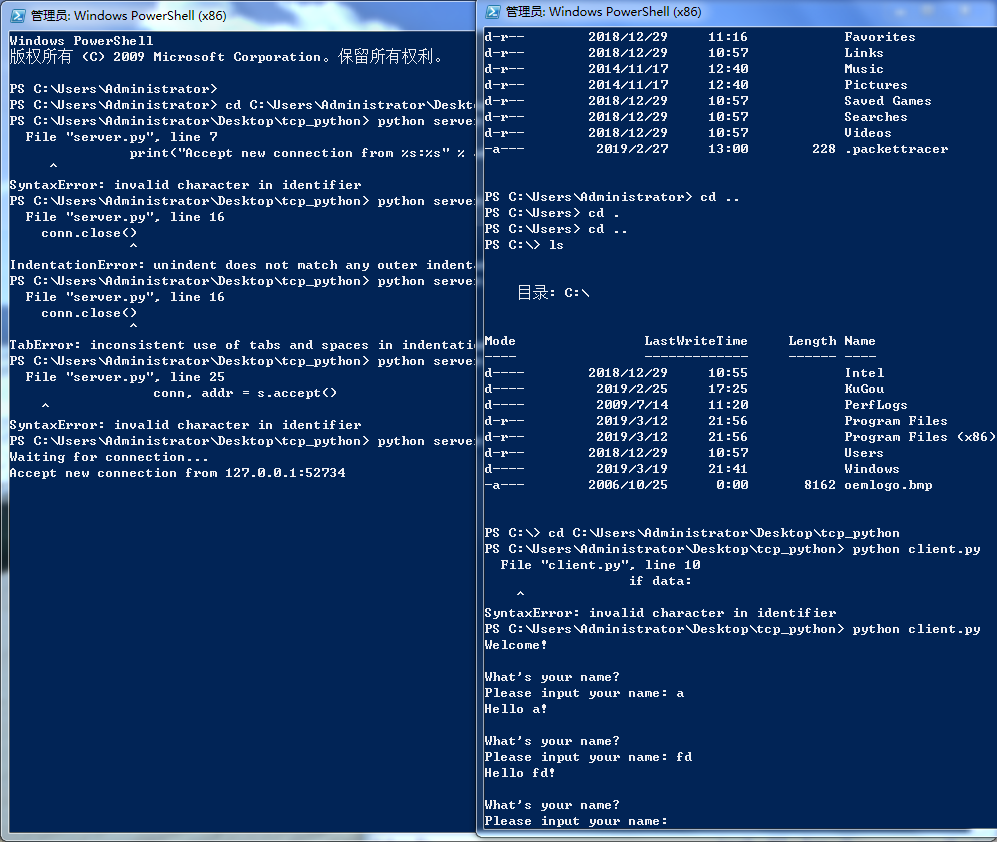 管理员: Windows PowerShell (x86)
Windows PowerShell
版权所有 (C) 2009 Microsoft Corporation。保留所有权利。
PS C:\Users\Administrator>
PS C:\Users\Administrator> cd C:\Users\Administrator\Deskt
PS C:\Users\Administrator\Desktop\tcp_python> python serve
File "server.py", line 7
print("Accept new connection from %s:%s" %
^
SyntaxError: invalid character in identifier
PS C:\Users\Administrator\Desktop\tcp_python> python serve
File "server.py", line 16
conn.close()
^
IndentationError: unindent does not match any outer indent
PS C:\Users\Administrator\Desktop\tcp_python> python serve
File "server.py", line 16
conn.close()
^
TabError: inconsistent use of tabs and spaces in indentati
PS C:\Users\Administrator\Desktop\tcp_python> python serve
File "server.py", line 25
conn, addr = s.accept()
^
SyntaxError: invalid character in identifier
PS C:\Users\Administrator\Desktop\tcp_python> python serve
Waiting for connection...
Accept new connection from 127.0.0.1:52734
管理员: Windows PowerShell (x86)
d-r-- 2018/12/29 11:16 Favorites
d-r-- 2018/12/29 10:57 Links
d-r-- 2014/11/17 12:40 Music
d-r-- 2014/11/17 12:40 Pictures
d-r-- 2018/12/29 10:57 Saved Games
d-r-- 2018/12/29 10:57 Searches
d-r-- 2018/12/29 10:57 Videos
-a--- 2019/2/27 13:00 228 .packettracer
PS C:\Users\Administrator> cd ..
PS C:\Users> cd .
PS C:\Users> cd ..
PS C:\> ls
目录: C:\
Mode LastWriteTime Length Name
---- ------------- ------ ----
d---- 2018/12/29 10:55 Intel
d---- 2019/2/25 17:25 KuGou
d---- 2009/7/14 11:20 PerfLogs
d-r-- 2019/3/12 21:56 Program Files
d-r-- 2019/3/12 21:56 Program Files (x86)
d-r-- 2018/12/29 10:57 Users
d---- 2019/3/19 21:41 Windows
-a--- 2006/10/25 0:00 8162 oemlogo.bmp
PS C:\> cd C:\Users\Administrator\Desktop\tcp_python
PS C:\Users\Administrator\Desktop\tcp_python> python client.py
File "client.py", line 10
if data:
^
SyntaxError: invalid character in identifier
PS C:\Users\Administrator\Desktop\tcp_python> python client.py
Welcome!
What's your name?
Please input your name: a
Hello a!
What's your name?
Please input your name: fd
Hello fd!
What's your name?
Please input your name: